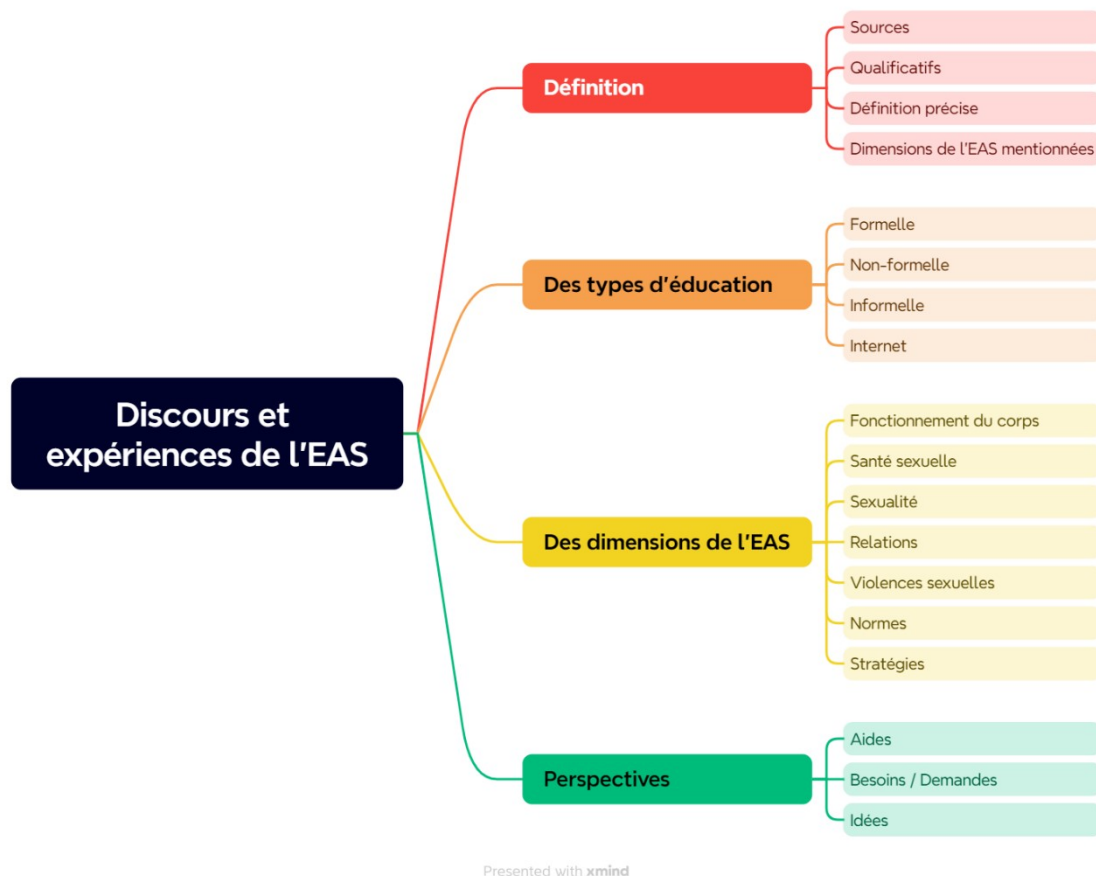 Discours et
expériences de l'EAS
Définition
Sources
Qualificatifs
Définition précise
Dimensions de l'EAS mentionnées
Des types d'éducation
Formelle
Non-formelle
Informelle
Internet
Des dimensions de l'EAS
Fonctionnement du corps
Santé sexuelle
Sexualité
Relations
Violences sexuelles
Normes
Stratégies
Perspectives
Aides
Besoins / Demandes
Idées
Presented with xmind